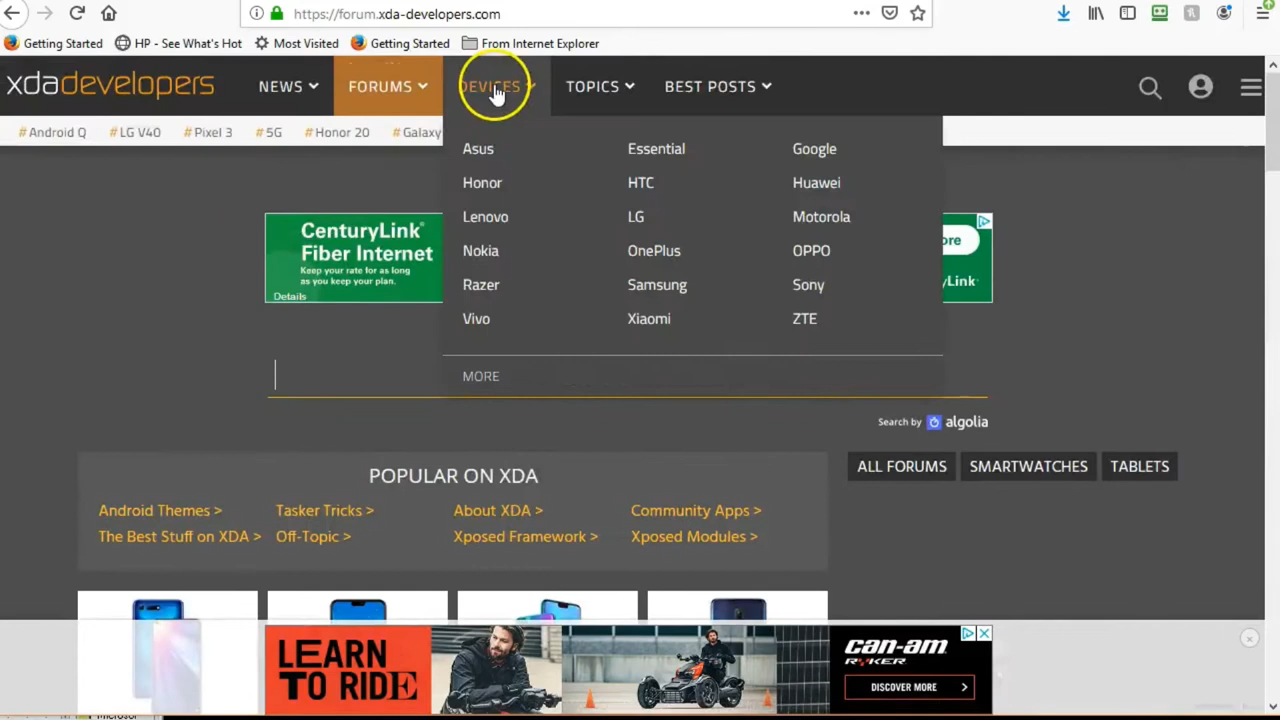 https://forum.xda-developers.com
Getting Started HP - See What's Hot Most Visited Getting Started From Internet Explorer
xdadevelopers NEWS FORUMS DEVICES TOPICS BEST POSTS
#Android Q #LG V40 #Pixel 3 #5G #Honor 20 #Galaxy
Asus Essential Google
Honor HTC Huawei
Lenovo LG Motorola
Nokia OnePlus OPPO
Razer Samsung Sony
Vivo Xiaomi ZTE
MORE
CenturyLink®
Fiber Internet
Keep your rate for as long
as you keep your plan.
Details
ore
yLink®
Search by algolia
POPULAR ON XDA
Android Themes > Tasker Tricks > About XDA > Community Apps >
The Best Stuff on XDA > Off-Topic > Xposed Framework > Xposed Modules >
ALL FORUMS SMARTWATCHES TABLETS
LEARN
TO RIDE
can-am
RYKER
DISCOVER MORE >